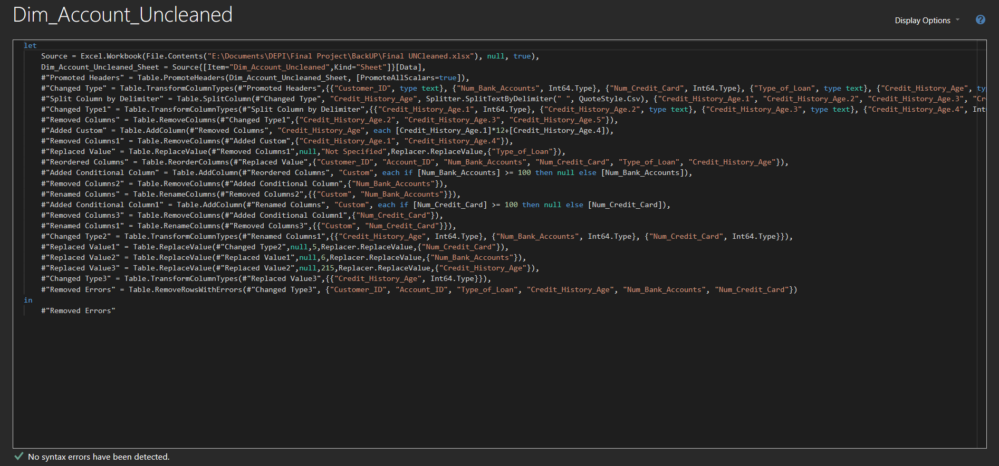 Dim_Account_Uncleaned
Display Options
?
let
Source = Excel.Workbook(File.Contents("E:\Documents\DEPI\Final Project\BackUP\Final UNCleaned.xlsx"), null, true),
Dim_Account_Uncleaned_Sheet = Source{[Item="Dim_Account_Uncleaned",Kind="Sheet"]}[Data],
#"Promoted Headers" = Table.PromoteHeaders(Dim_Account_Uncleaned_Sheet, [PromoteAllScalars=true]),
#"Changed Type" = Table.TransformColumnTypes(#"Promoted Headers",{{"Customer_ID", type text}, {"Num_Bank_Accounts", Int64.Type}, {"Num_Credit_Card", Int64.Type}, {"Type_of_Loan", type text}, {"Credit_History_Age", ty
#"Split Column by Delimiter" = Table.SplitColumn(#"Changed Type", "Credit_History_Age", Splitter.SplitTextByDelimiter(" ", QuoteStyle.Csv), {"Credit_History_Age.1", "Credit_History_Age.2", "Credit_History_Age.3", "Cr
#"Changed Type1" = Table.TransformColumnTypes(#"Split Column by Delimiter",{{"Credit_History_Age.1", Int64.Type}, {"Credit_History_Age.2", type text}, {"Credit_History_Age.3", type text}, {"Credit_History_Age.4", Int
#"Removed Columns" = Table.RemoveColumns(#"Changed Type1",{"Credit_History_Age.2", "Credit_History_Age.3", "Credit_History_Age.5"}),
#"Added Custom" = Table.AddColumn(#"Removed Columns", "Credit_History_Age", each [Credit_History_Age.1]*12+[Credit_History_Age.4]),
#"Removed Columns1" = Table.RemoveColumns(#"Added Custom",{"Credit_History_Age.1", "Credit_History_Age.4"}),
#"Replaced Value" = Table.ReplaceValue(#"Removed Columns1",null,"Not Specified",Replacer.ReplaceValue,{"Type_of_Loan"}),
#"Reordered Columns" = Table.ReorderColumns(#"Replaced Value",{"Customer_ID", "Account_ID", "Num_Bank_Accounts", "Num_Credit_Card", "Type_of_Loan", "Credit_History_Age"}),
#"Added Conditional Column" = Table.AddColumn(#"Reordered Columns", "Custom", each if [Num_Bank_Accounts] >= 100 then null else [Num_Bank_Accounts]),
#"Removed Columns2" = Table.RemoveColumns(#"Added Conditional Column",{"Num_Bank_Accounts"}),
#"Renamed Columns" = Table.RenameColumns(#"Removed Columns2",{{"Custom", "Num_Bank_Accounts"}}),
#"Added Conditional Column1" = Table.AddColumn(#"Renamed Columns", "Custom", each if [Num_Credit_Card] >= 100 then null else [Num_Credit_Card]),
#"Removed Columns3" = Table.RemoveColumns(#"Added Conditional Column1",{"Num_Credit_Card"}),
#"Renamed Columns1" = Table.RenameColumns(#"Removed Columns3",{{"Custom", "Num_Credit_Card"}}),
#"Changed Type2" = Table.TransformColumnTypes(#"Renamed Columns1",{{"Credit_History_Age", Int64.Type}, {"Num_Bank_Accounts", Int64.Type}, {"Num_Credit_Card", Int64.Type}}),
#"Replaced Value1" = Table.ReplaceValue(#"Changed Type2",null,5,Replacer.ReplaceValue,{"Num_Credit_Card"}),
#"Replaced Value2" = Table.ReplaceValue(#"Replaced Value1",null,6,Replacer.ReplaceValue,{"Num_Bank_Accounts"}),
#"Replaced Value3" = Table.ReplaceValue(#"Replaced Value2",null,215,Replacer.ReplaceValue,{"Credit_History_Age"}),
#"Changed Type3" = Table.TransformColumnTypes(#"Replaced Value3",{{"Credit_History_Age", Int64.Type}}),
#"Removed Errors" = Table.RemoveRowsWithErrors(#"Changed Type3", {"Customer_ID", "Account_ID", "Type_of_Loan", "Credit_History_Age", "Num_Bank_Accounts", "Num_Credit_Card"})
in
#"Removed Errors"
No syntax errors have been detected.